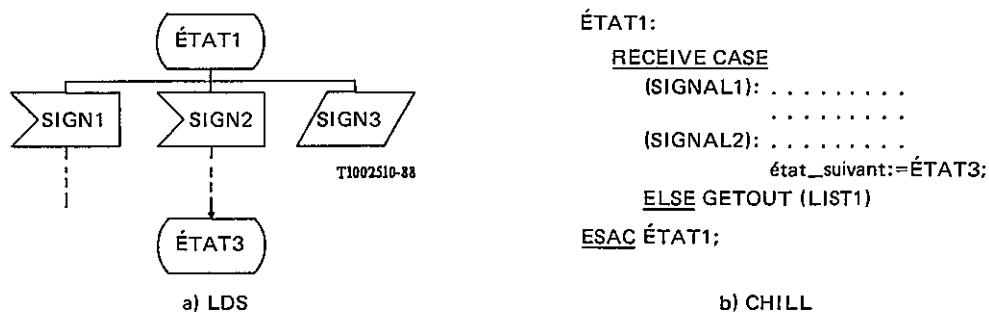 ÉTAT1
SIGN1
SIGN2
SIGN3
T1002510-88
ÉTAT3
a) LDS
ÉTAT1:
RECEIVE CASE
(SIGNAL1): . . . . . . . . .
. . . . . . . . .
(SIGNAL2): . . . . . . . . .
état_suivant:=ÉTAT3;
ELSE GETOUT (LIST1)
ESAC ÉTAT1;
b) CHILL